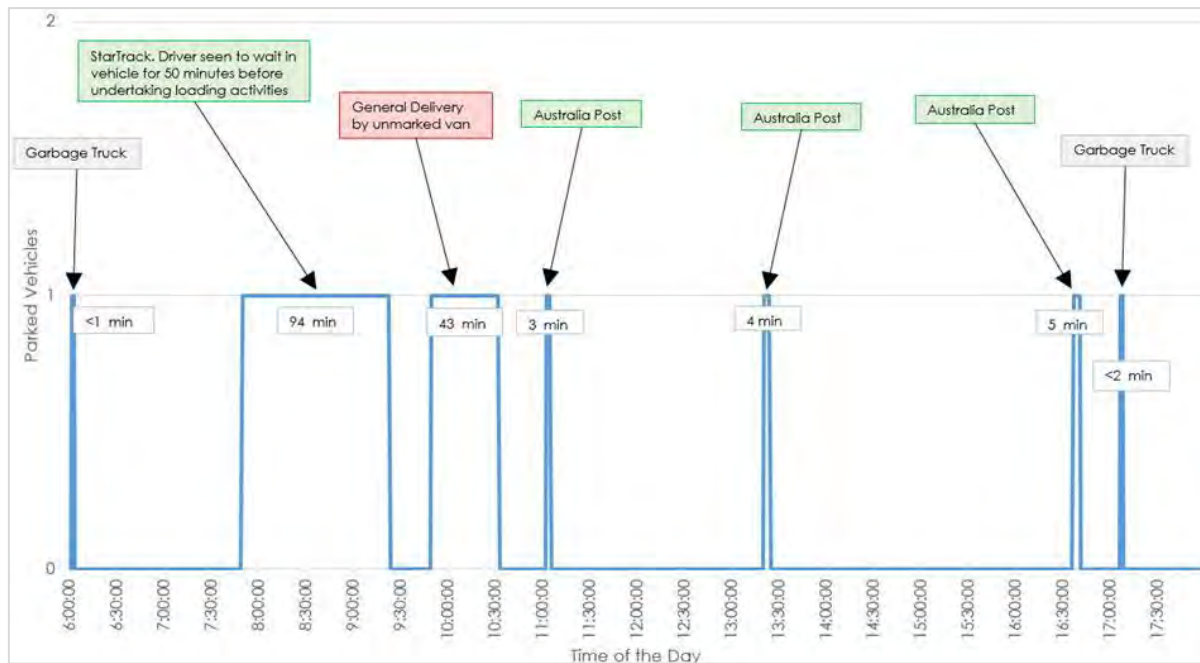 2
StarTrack. Driver seen to wait in
vehicle for 50 minutes before
undertaking loading activities
General Delivery
by unmarked van
Australia Post
Australia Post
Australia Post
Garbage Truck
Garbage Truck
Parked Vehicles
1
<1 min
94 min
43 min
3 min
4 min
5 min
<2 min
0
6:00:00
6:30:00
7:00:00
7:30:00
8:00:00
8:30:00
9:00:00
9:30:00
10:00:00
10:30:00
11:00:00
11:30:00
12:00:00
12:30:00
13:00:00
13:30:00
14:00:00
14:30:00
15:00:00
15:30:00
16:00:00
16:30:00
17:00:00
17:30:00
Time of the Day